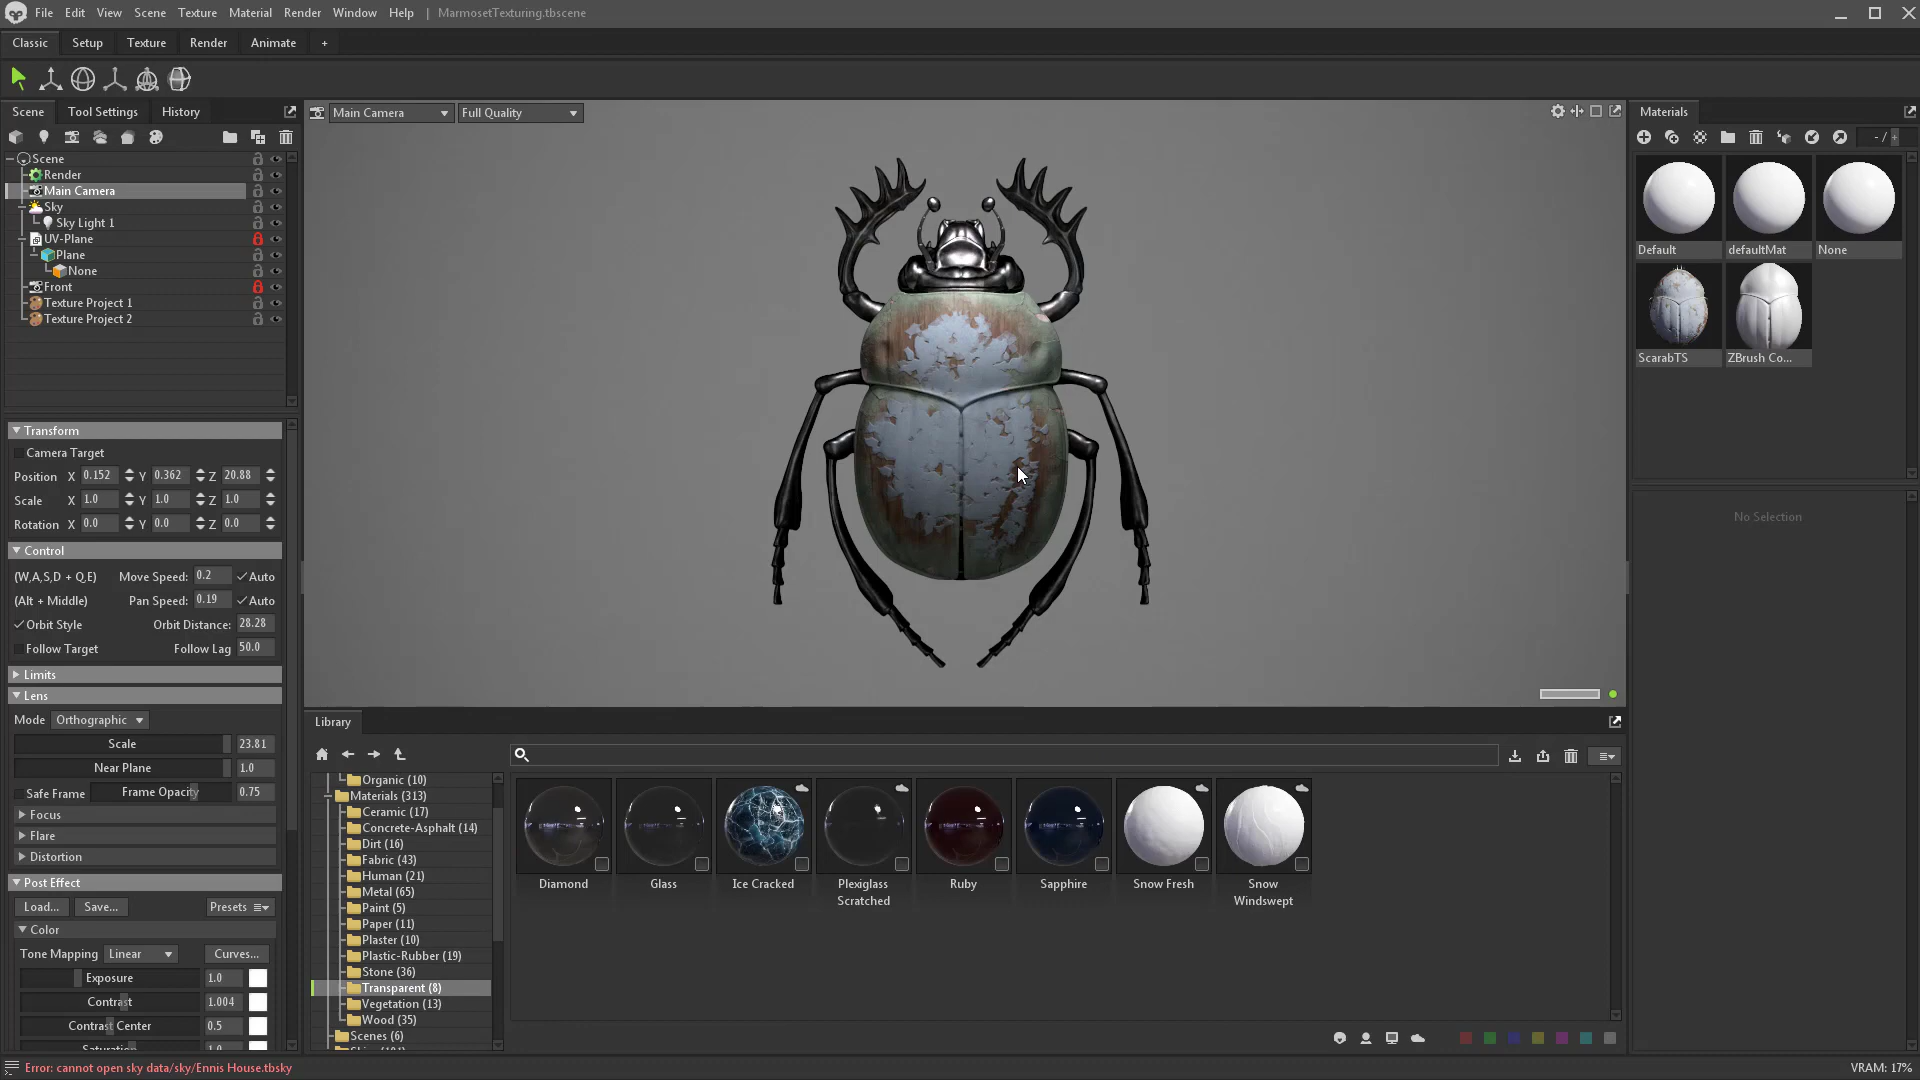 File Edit View Scene Texture Material Render Window Help | MarmosetTexturing.tbscene
Classic Setup Texture Render Animate +
Scene Tool Settings History
Main Camera Full Quality
Materials
- / +
Scene
Render
Main Camera
Sky
Sky Light 1
UV-Plane
Plane
None
Front
Texture Project 1
Texture Project 2
Default defaultMat None
ScarabTS ZBrush Co...
No Selection
Transform
Camera Target
Position X 0.152 Y 0.362 Z 20.88
Scale X 1.0 Y 1.0 Z 1.0
Rotation X 0.0 Y 0.0 Z 0.0
Control
(W,A,S,D + Q,E) Move Speed: 0.2 Auto
(Alt + Middle) Pan Speed: 0.19 Auto
Orbit Style Orbit Distance: 28.28
Follow Target Follow Lag 50.0
Limits
Lens
Mode Orthographic
Scale 23.81
Near Plane 1.0
Safe Frame Frame Opacity 0.75
Focus
Flare
Distortion
Post Effect
Load... Save... Presets
Color
Tone Mapping Linear Curves...
Exposure 1.0
Contrast 1.004
Contrast Center 0.5
Saturation 1.0
Library
Organic (10)
Materials (313)
Ceramic (17)
Concrete-Asphalt (14)
Dirt (16)
Fabric (43)
Human (21)
Metal (65)
Paint (5)
Paper (11)
Plaster (10)
Plastic-Rubber (19)
Stone (36)
Transparent (8)
Vegetation (13)
Wood (35)
Scenes (6)
Diamond Glass Ice Cracked Plexiglass Scratched Ruby Sapphire Snow Fresh Snow Windswept
Error: cannot open sky data/sky/Ennis House.tbsky
VRAM: 17%